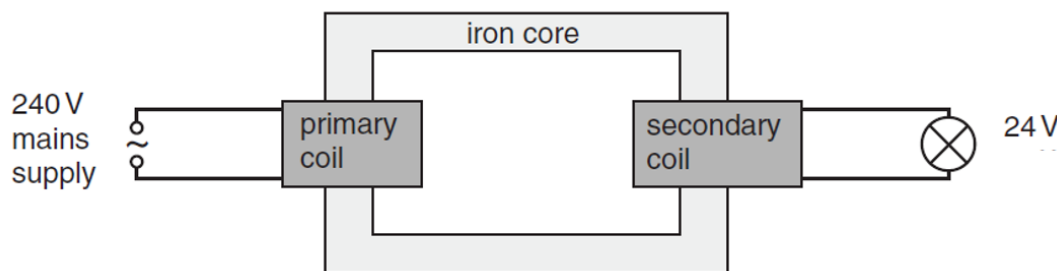 iron core
240 V
mains
supply
~
primary
coil
secondary
coil
24 V